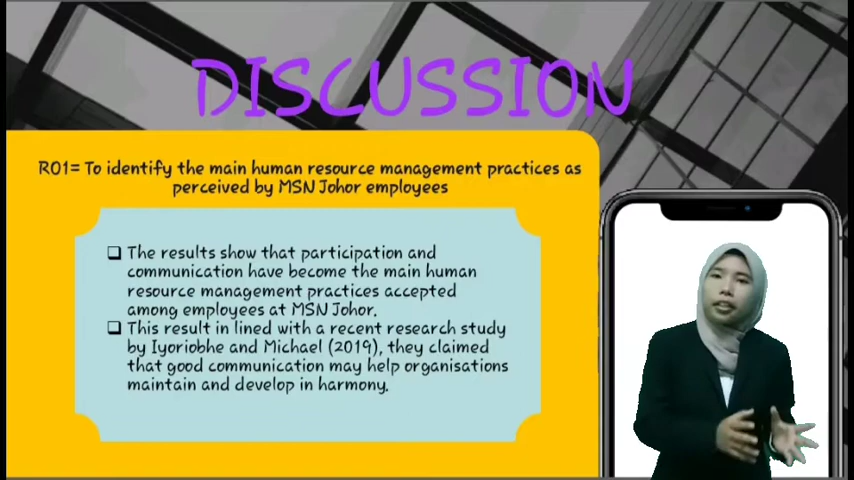 DISCUSSION
RO1= To identify the main human resource management practices as
perceived by MSN Johor employees
❑ The results show that participation and
communication have become the main human
resource management practices accepted
among employees at MSN Johor.
❑ This result in lined with a recent research study
by Iyoriobhe and Michael (2019), they claimed
that good communication may help organisations
maintain and develop in harmony.